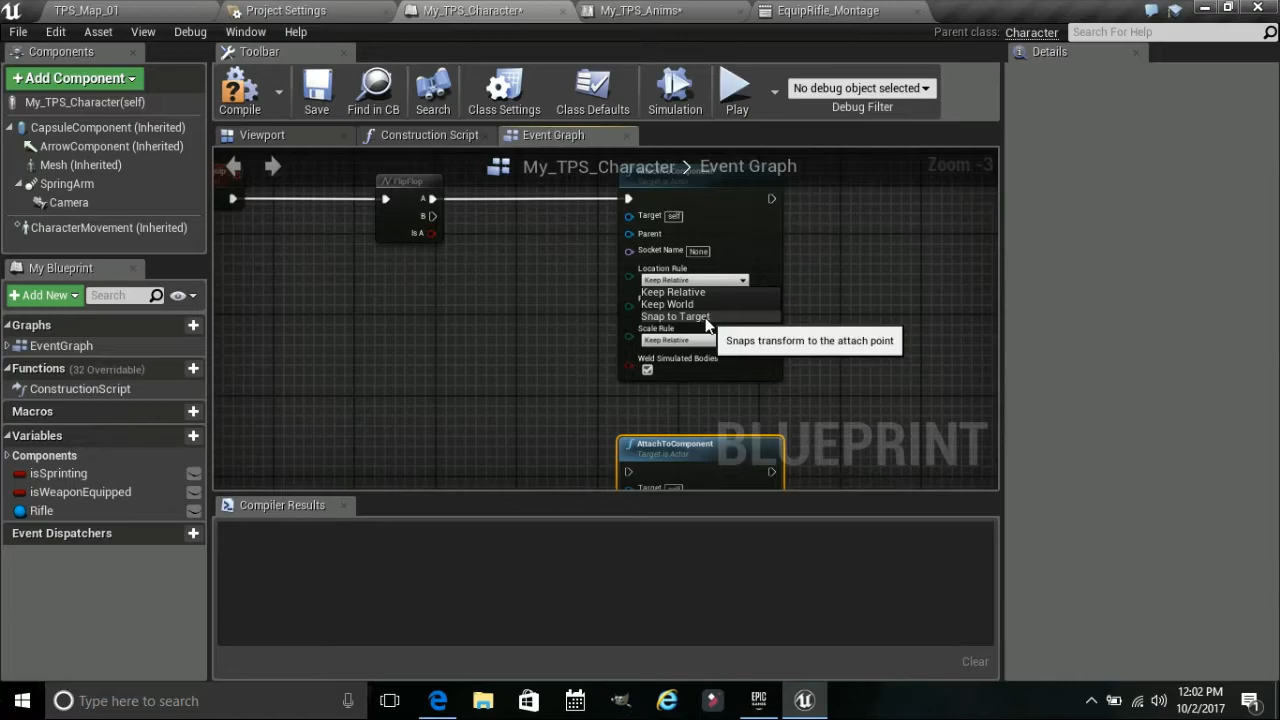 TPS_Map_01
Project Settings
My_TPS_Character*
My_TPS_Anims*
EquipRifle_Montage
File Edit Asset View Debug Window Help
Parent class: Character
Search For Help
Components
Toolbar
Details
+Add Component
Compile
Save
Find in CB
Search
Class Settings
Class Defaults
Simulation
Play
No debug object selected
Debug Filter
My_TPS_Character(self)
CapsuleComponent (Inherited)
ArrowComponent (Inherited)
Mesh (Inherited)
SpringArm
Camera
CharacterMovement (Inherited)
Viewport
Construction Script
Event Graph
My_TPS_Character > Event Graph
Zoom -3
FlipFlop
A
B
Is A
Target is Actor
Target self
Parent
Socket Name None
Location Rule
Keep Relative
Keep Relative
Keep World
Snap to Target
Scale Rule
Keep Relative
Snaps transform to the attach point
Weld Simulated Bodies
AttachToComponent
Target is Actor
Target self
BLUEPRINT
My Blueprint
+Add New
Search
Graphs
EventGraph
Functions (32 Overridable)
ConstructionScript
Macros
Variables
Components
isSprinting
isWeaponEquipped
Rifle
Event Dispatchers
Compiler Results
Clear
Type here to search
EPIC GAMES
12:02 PM
10/2/2017